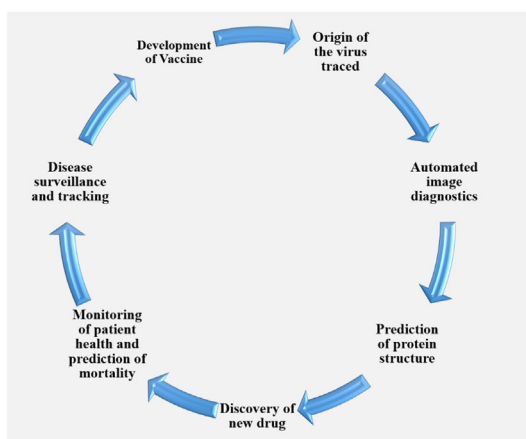 Development
of Vaccine
Origin of
the virus
traced
Automated
image
diagnostics
Prediction
of protein
structure
Discovery of
new drug
Monitoring
of patient
health and
prediction of
mortality
Disease
surveillance
and tracking